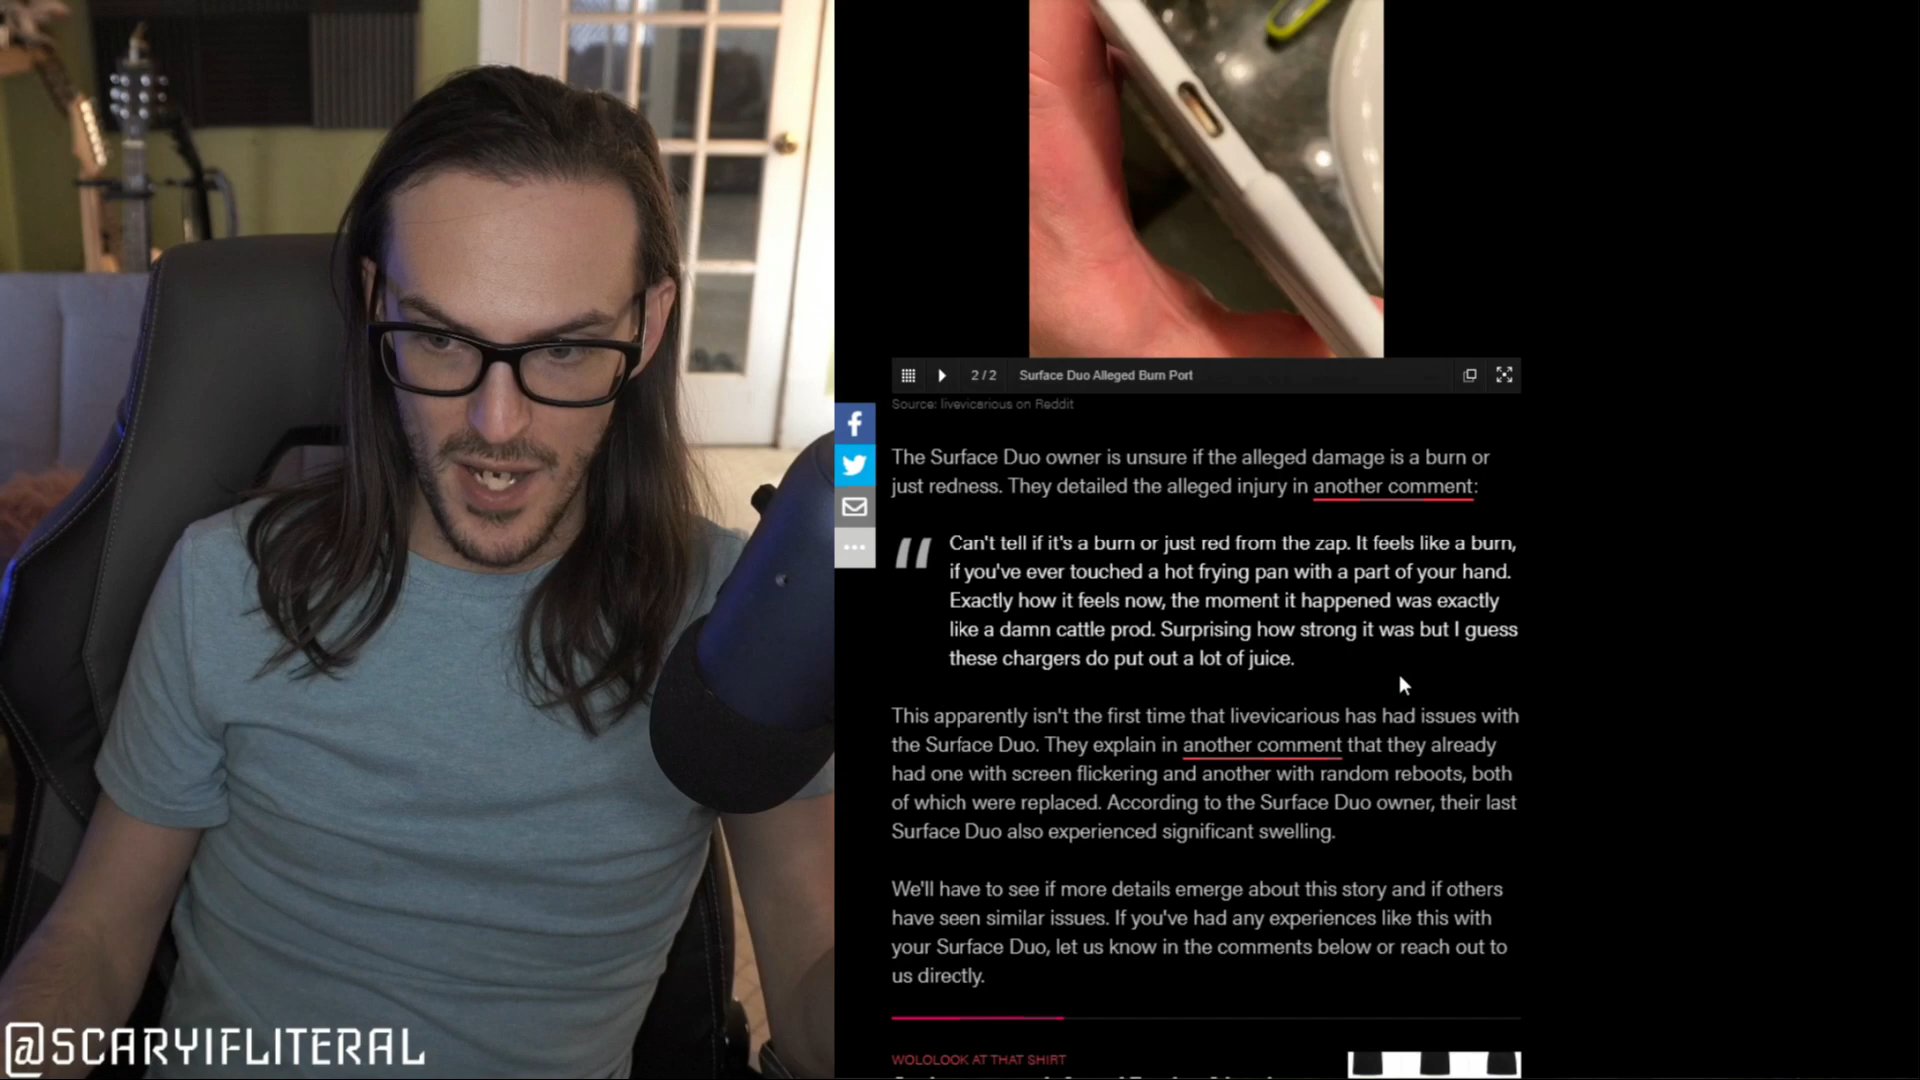 2 / 2 Surface Duo Alleged Burn Port
Source: livevicarious on Reddit
The Surface Duo owner is unsure if the alleged damage is a burn or
just redness. They detailed the alleged injury in another comment:
Can't tell if it's a burn or just red from the zap. It feels like a burn,
if you've ever touched a hot frying pan with a part of your hand.
Exactly how it feels now, the moment it happened was exactly
like a damn cattle prod. Surprising how strong it was but I guess
these chargers do put out a lot of juice.
This apparently isn't the first time that livevicarious has had issues with
the Surface Duo. They explain in another comment that they already
had one with screen flickering and another with random reboots, both
of which were replaced. According to the Surface Duo owner, their last
Surface Duo also experienced significant swelling.
We'll have to see if more details emerge about this story and if others
have seen similar issues. If you've had any experiences like this with
your Surface Duo, let us know in the comments below or reach out to
us directly.
WOLOLOOK AT THAT SHIRT
@SCARYIFLITERAL